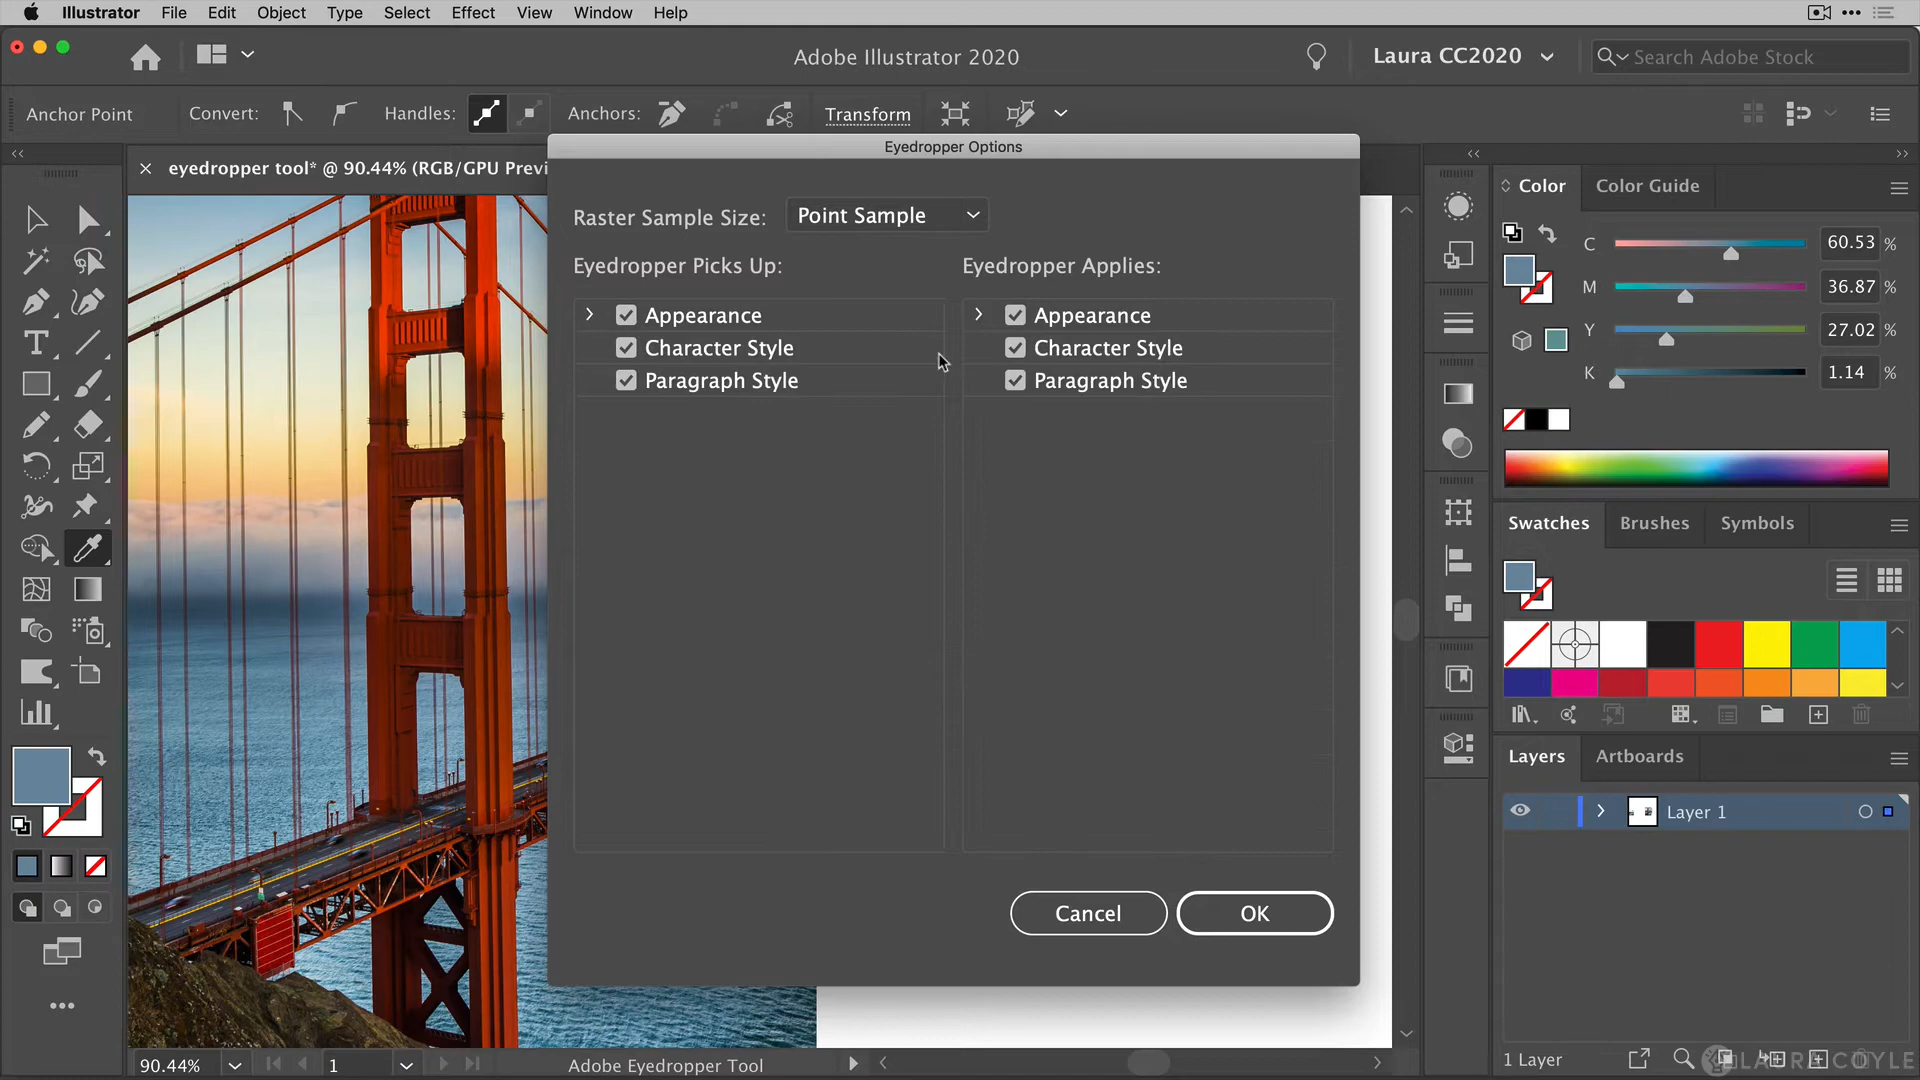 Illustrator File Edit Object Type Select Effect View Window Help
Adobe Illustrator 2020
Laura CC2020
Search Adobe Stock
Anchor Point Convert: Handles: Anchors: Transform
eyedropper tool* @ 90.44% (RGB/GPU Previ
Eyedropper Options
Raster Sample Size: Point Sample
Eyedropper Picks Up:
Appearance
Character Style
Paragraph Style
Eyedropper Applies:
Appearance
Character Style
Paragraph Style
Cancel
OK
Color Color Guide
C 60.53 %
M 36.87 %
Y 27.02 %
K 1.14 %
Swatches Brushes Symbols
Layers Artboards
Layer 1
1 Layer
LAURA COYLE
90.44% 1 Adobe Eyedropper Tool